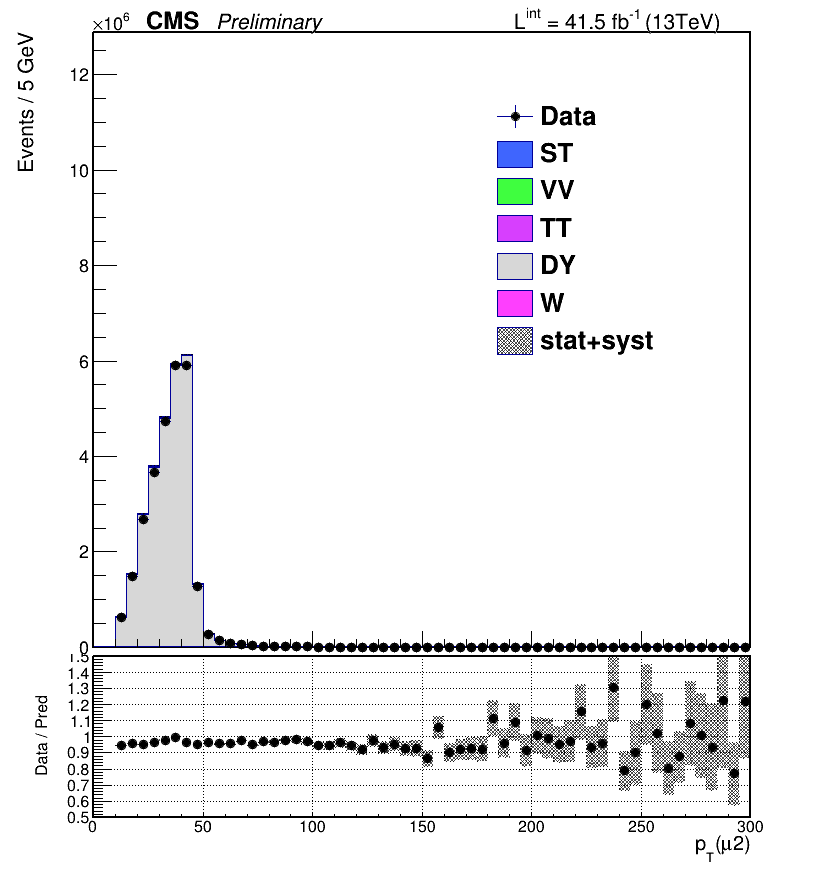 ×10⁶ CMS Preliminary L^int = 41.5 fb⁻¹ (13TeV)
Events / 5 GeV
12
10
8
6
4
2
0
Data
ST
VV
TT
DY
W
stat+syst
Data / Pred
1.5
1.4
1.3
1.2
1.1
1
0.9
0.8
0.7
0.6
0.5
0 50 100 150 200 250 300
p_T(μ2)